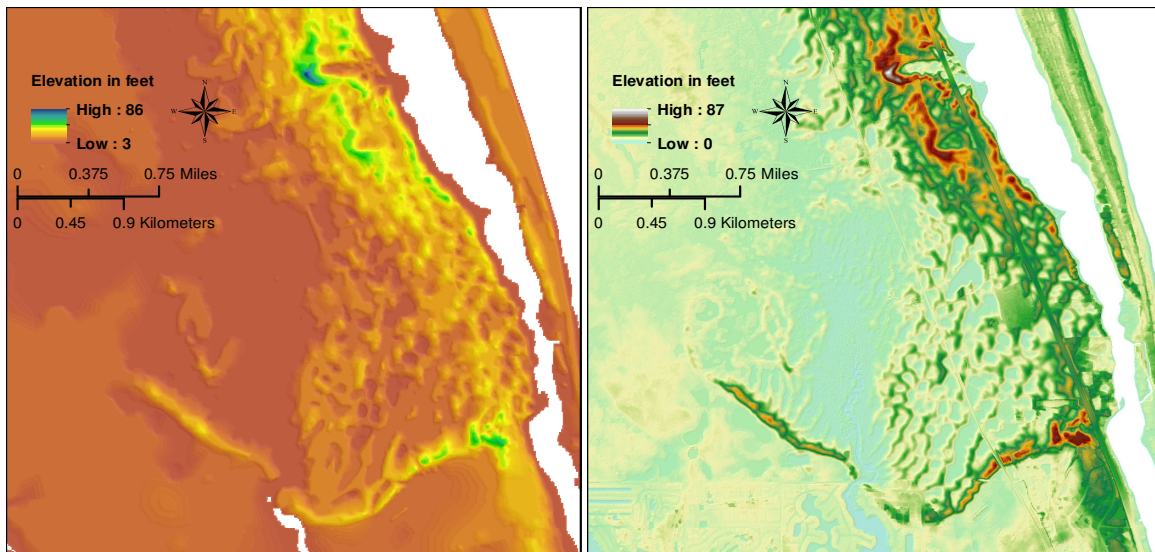 Elevation in feet
High : 86
Low : 3
N
W E
S
0 0.375 0.75 Miles
0 0.45 0.9 Kilometers
Elevation in feet
High : 87
Low : 0
N
W E
S
0 0.375 0.75 Miles
0 0.45 0.9 Kilometers